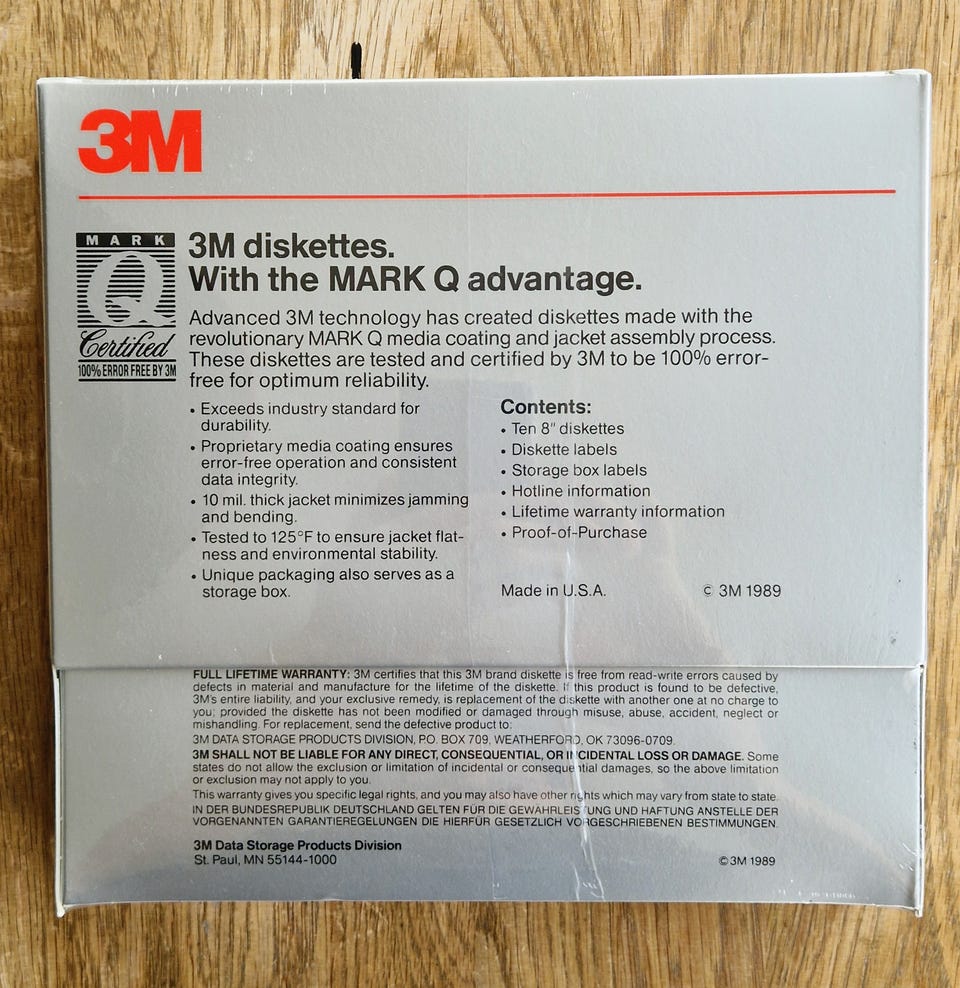 3M
MARK
Q
Certified
100% ERROR FREE BY 3M
3M diskettes.
With the MARK Q advantage.
Advanced 3M technology has created diskettes made with the
revolutionary MARK Q media coating and jacket assembly process.
These diskettes are tested and certified by 3M to be 100% error-
free for optimum reliability.
• Exceeds industry standard for
durability.
• Proprietary media coating ensures
error-free operation and consistent
data integrity.
• 10 mil. thick jacket minimizes jamming
and bending.
• Tested to 125°F to ensure jacket flat-
ness and environmental stability.
• Unique packaging also serves as a
storage box.
Contents:
• Ten 8" diskettes
• Diskette labels
• Storage box labels
• Hotline information
• Lifetime warranty information
• Proof-of-Purchase
Made in U.S.A.
© 3M 1989
FULL LIFETIME WARRANTY: 3M certifies that this 3M brand diskette is free from read-write errors caused by
defects in material and manufacture for the lifetime of the diskette. If this product is found to be defective,
3M's entire liability, and your exclusive remedy, is replacement of the diskette with another one at no charge to
you; provided the diskette has not been modified or damaged through misuse, abuse, accident, neglect or
mishandling. For replacement, send the defective product to:
3M DATA STORAGE PRODUCTS DIVISION, P.O. BOX 709, WEATHERFORD, OK 73096-0709.
3M SHALL NOT BE LIABLE FOR ANY DIRECT, CONSEQUENTIAL, OR INCIDENTAL LOSS OR DAMAGE. Some
states do not allow the exclusion or limitation of incidental or consequential damages, so the above limitation
or exclusion may not apply to you.
This warranty gives you specific legal rights, and you may also have other rights which may vary from state to state.
IN DER BUNDESREPUBLIK DEUTSCHLAND GELTEN FÜR DIE GEWÄHRLEISTUNG UND HAFTUNG ANSTELLE DER
VORGENANNTEN GARANTIEREGELUNGEN DIE HIERFÜR GESETZLICH VORGESCHRIEBENEN BESTIMMUNGEN.
3M Data Storage Products Division
St. Paul, MN 55144-1000
© 3M 1989